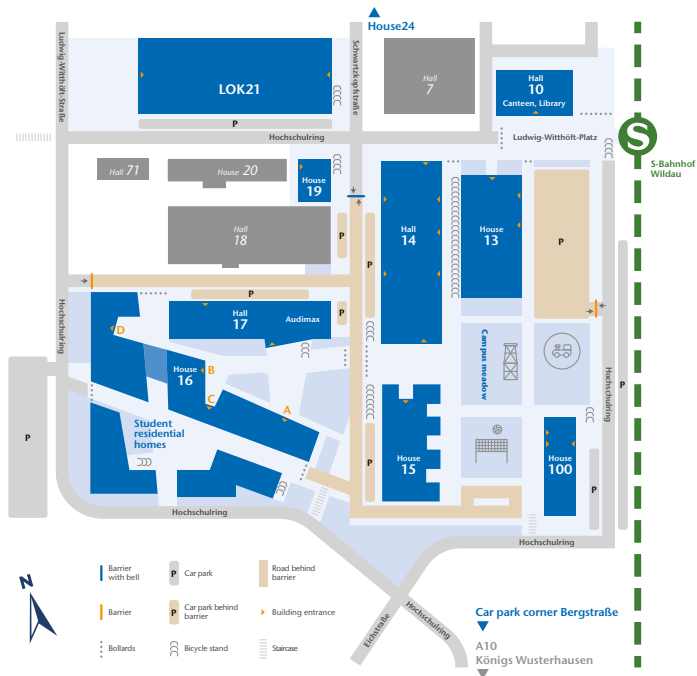 House24
Ludwig-Witthöft-Straße
Schwartzkopffstraße
LOK21
Hall
7
Hall
10
Canteen, Library
P
Hochschulring
Ludwig-Witthöft-Platz
S
S-Bahnhof
Wildau
Hall 71
House 20
House
19
Hall
18
P
P
Hall
14
House
13
P
P
P
Hall
17
Audimax
P
D
Hochschulring
House
16
B
C
A
Campus meadow
Hochschulring
P
P
Student
residential
homes
House
15
P
House
100
P
Hochschulring
Hochschulring
Eichstraße
Hochschulring
N
Barrier
with bell
P
Car park
Road behind
barrier
Barrier
P
Car park behind
barrier
Building entrance
Bollards
Bicycle stand
Staircase
Car park corner Bergstraße
A10
Königs Wusterhausen